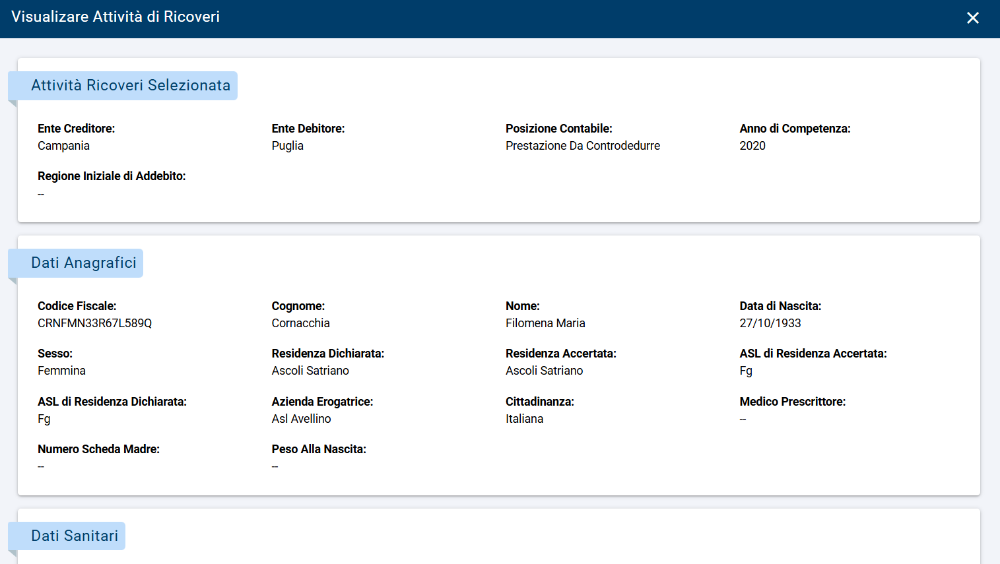 Visualizare Attività di Ricoveri
Attività Ricoveri Selezionata
Ente Creditore: Ente Debitore: Posizione Contabile: Anno di Competenza:
Campania Puglia Prestazione Da Controdedurre 2020
Regione Iniziale di Addebito:
--
Dati Anagrafici
Codice Fiscale: Cognome: Nome: Data di Nascita:
CRNFMN33R67L589Q Cornacchia Filomena Maria 27/10/1933
Sesso: Residenza Dichiarata: Residenza Accertata: ASL di Residenza Accertata:
Femmina Ascoli Satriano Ascoli Satriano Fg
ASL di Residenza Dichiarata: Azienda Erogatrice: Cittadinanza: Medico Prescrittore:
Fg Asl Avellino Italiana --
Numero Scheda Madre: Peso Alla Nascita:
-- --
Dati Sanitari